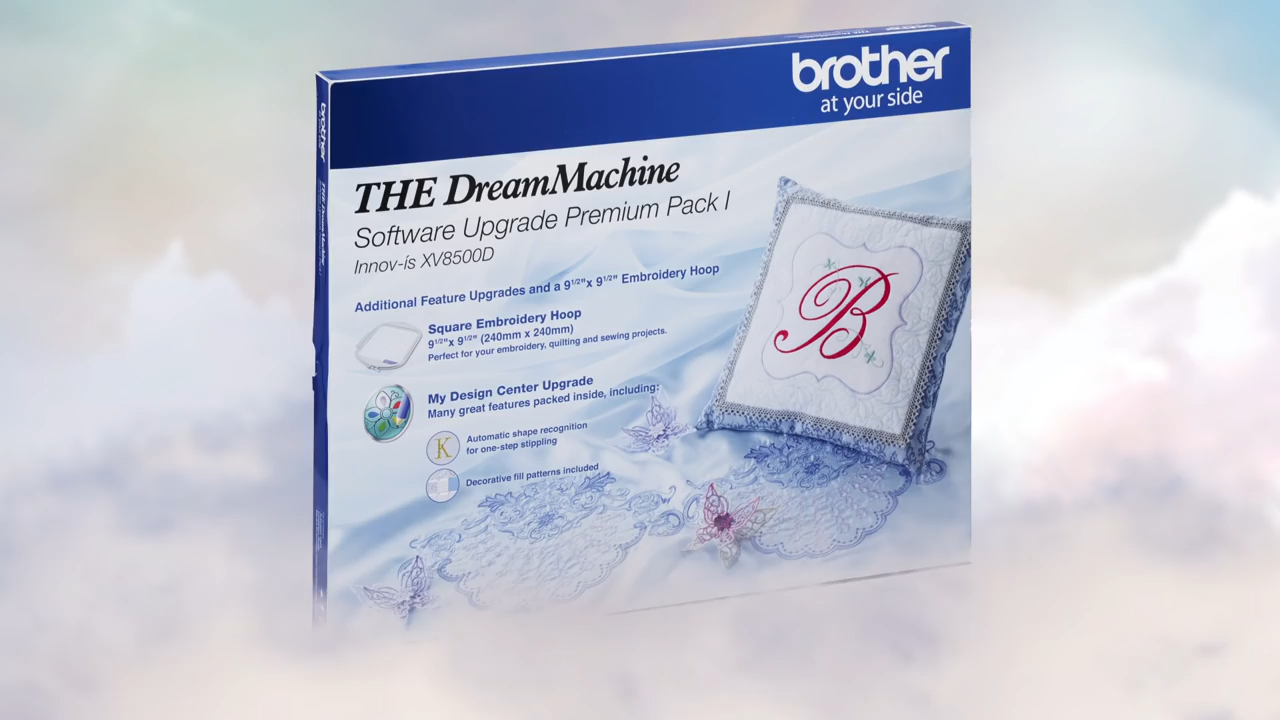 brother
at your side
THE DreamMachine
Software Upgrade Premium Pack I
Innov-is XV8500D
Additional Feature Upgrades and a 9 1/2"x 9 1/2" Embroidery Hoop
Square Embroidery Hoop
9 1/2"x 9 1/2" (240mm x 240mm)
Perfect for your embroidery, quilting and sewing projects.
My Design Center Upgrade
Many great features packed inside, including:
K
Automatic shape recognition
for one-step stippling
Decorative fill patterns included
B
brother
THE DreamMachine